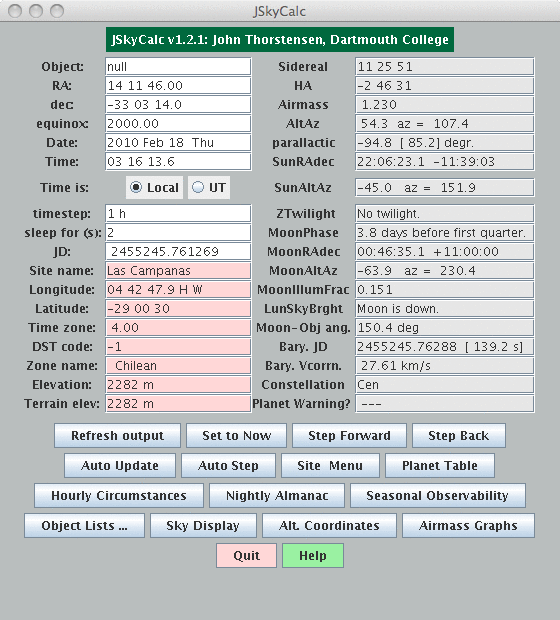 JSkyCalc
JSkyCalc v1.2.1: John Thorstensen, Dartmouth College
Object: null Sidereal 11 25 51
RA: 14 11 46.00 HA -2 46 31
dec: -33 03 14.0 Airmass 1.230
equinox: 2000.00 AltAz 54.3 az = 107.4
Date: 2010 Feb 18 Thu parallactic -94.8 [ 85.2] degr.
Time: 03 16 13.6 SunRAdec 22:06:23.1 -11:39:03
Time is: Local UT SunAltAz -45.0 az = 151.9
timestep: 1 h ZTwilight No twilight.
sleep for (s): 2 MoonPhase 3.8 days before first quarter.
JD: 2455245.761269 MoonRADec 00:46:35.1 +11:00:00
Site name: Las Campanas MoonAltAz -63.9 az = 230.4
Longitude: 04 42 47.9 H W MoonIllumFrac 0.151
Latitude: -29 00 30 LunSkyBrght Moon is down.
Time zone: 4.00 Moon-Obj ang. 150.4 deg
DST code: -1 Bary. JD 2455245.76288 [ 139.2 s]
Zone name: Chilean Bary. Vcorrn. 27.61 km/s
Elevation: 2282 m Constellation Cen
Terrain elev: 2282 m Planet Warning? ---
Refresh output Set to Now Step Forward Step Back
Auto Update Auto Step Site Menu Planet Table
Hourly Circumstances Nightly Almanac Seasonal Observability
Object Lists ... Sky Display Alt. Coordinates Airmass Graphs
Quit Help